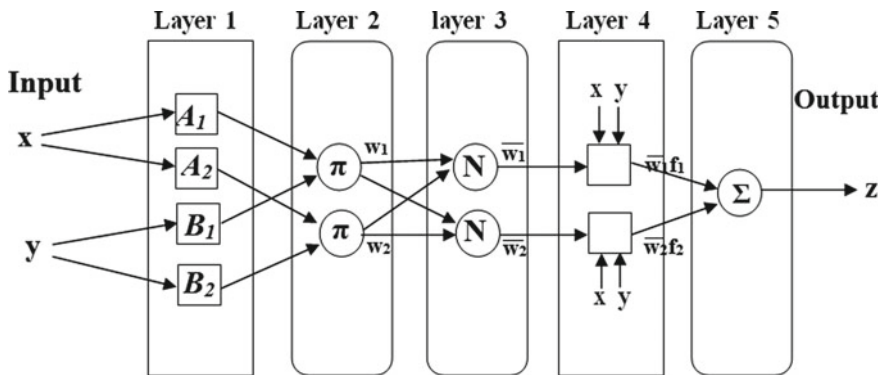 Layer 1 Layer 2 layer 3 Layer 4 Layer 5
Input
x y
Output
A₁
x
w₁ w̅₁ w̅₁f₁
π N
A₂
Σ z
B₁
π N
y
w₂ w̅₂ w̅₂f₂
B₂
x y